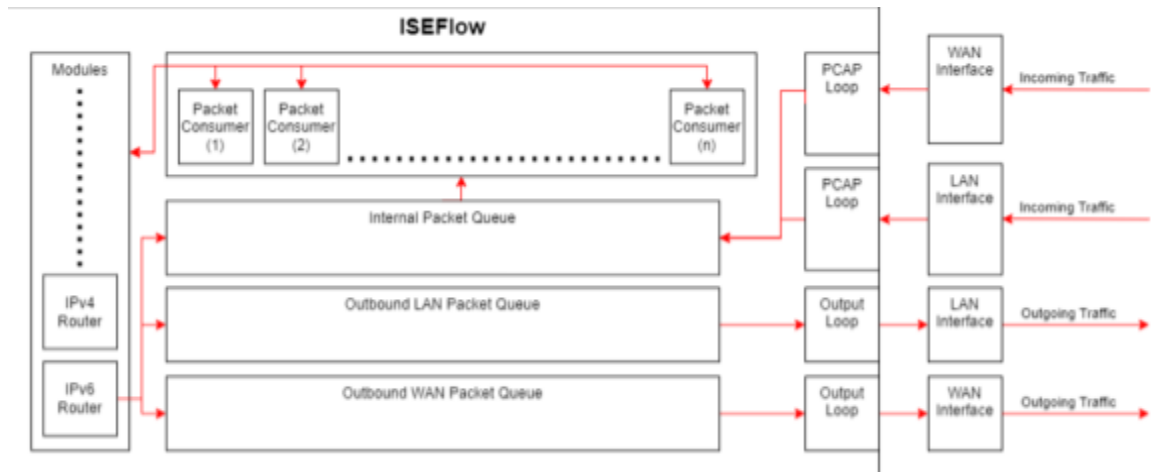 ISEFlow
Modules
Packet
Consumer
(1)
Packet
Consumer
(2)
Packet
Consumer
(n)
PCAP
Loop
WAN
Interface
Incoming Traffic
PCAP
Loop
LAN
Interface
Incoming Traffic
Internal Packet Queue
IPv4
Router
Outbound LAN Packet Queue
Output
Loop
LAN
Interface
Outgoing Traffic
IPv6
Router
Outbound WAN Packet Queue
Output
Loop
WAN
Interface
Outgoing Traffic